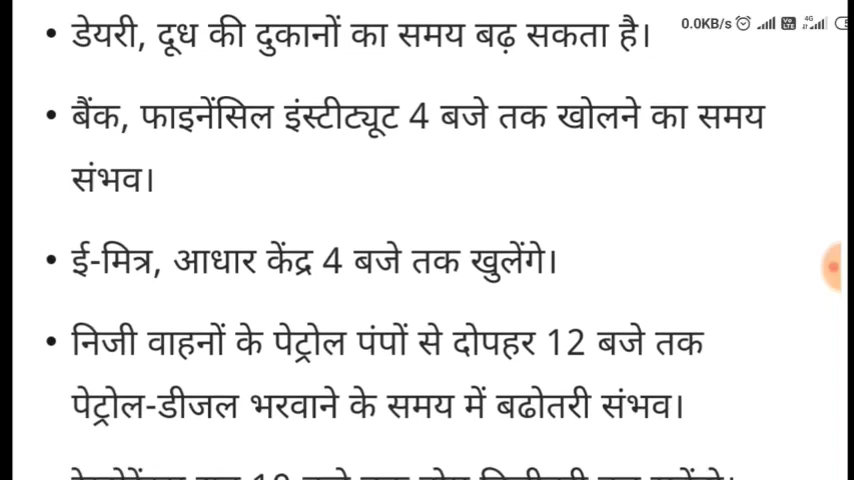 0.0KB/s 4G
• डेयरी, दूध की दुकानों का समय बढ़ सकता है।
• बैंक, फाइनेंसिल इंस्टीट्यूट 4 बजे तक खोलने का समय
संभव।
• ई-मित्र, आधार केंद्र 4 बजे तक खुलेंगे।
• निजी वाहनों के पेट्रोल पंपों से दोपहर 12 बजे तक
पेट्रोल-डीजल भरवाने के समय में बढोतरी संभव।